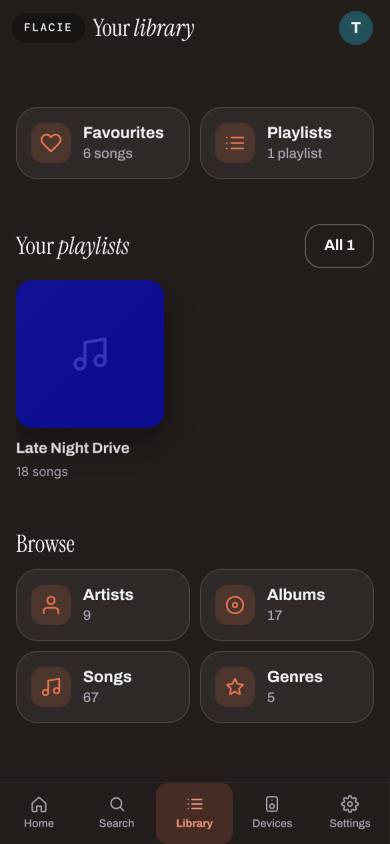 FLACIE Your library T
Favourites
6 songs
Playlists
1 playlist
Your playlists
All 1
Late Night Drive
18 songs
Browse
Artists
9
Albums
17
Songs
67
Genres
5
Home Search Library Devices Settings